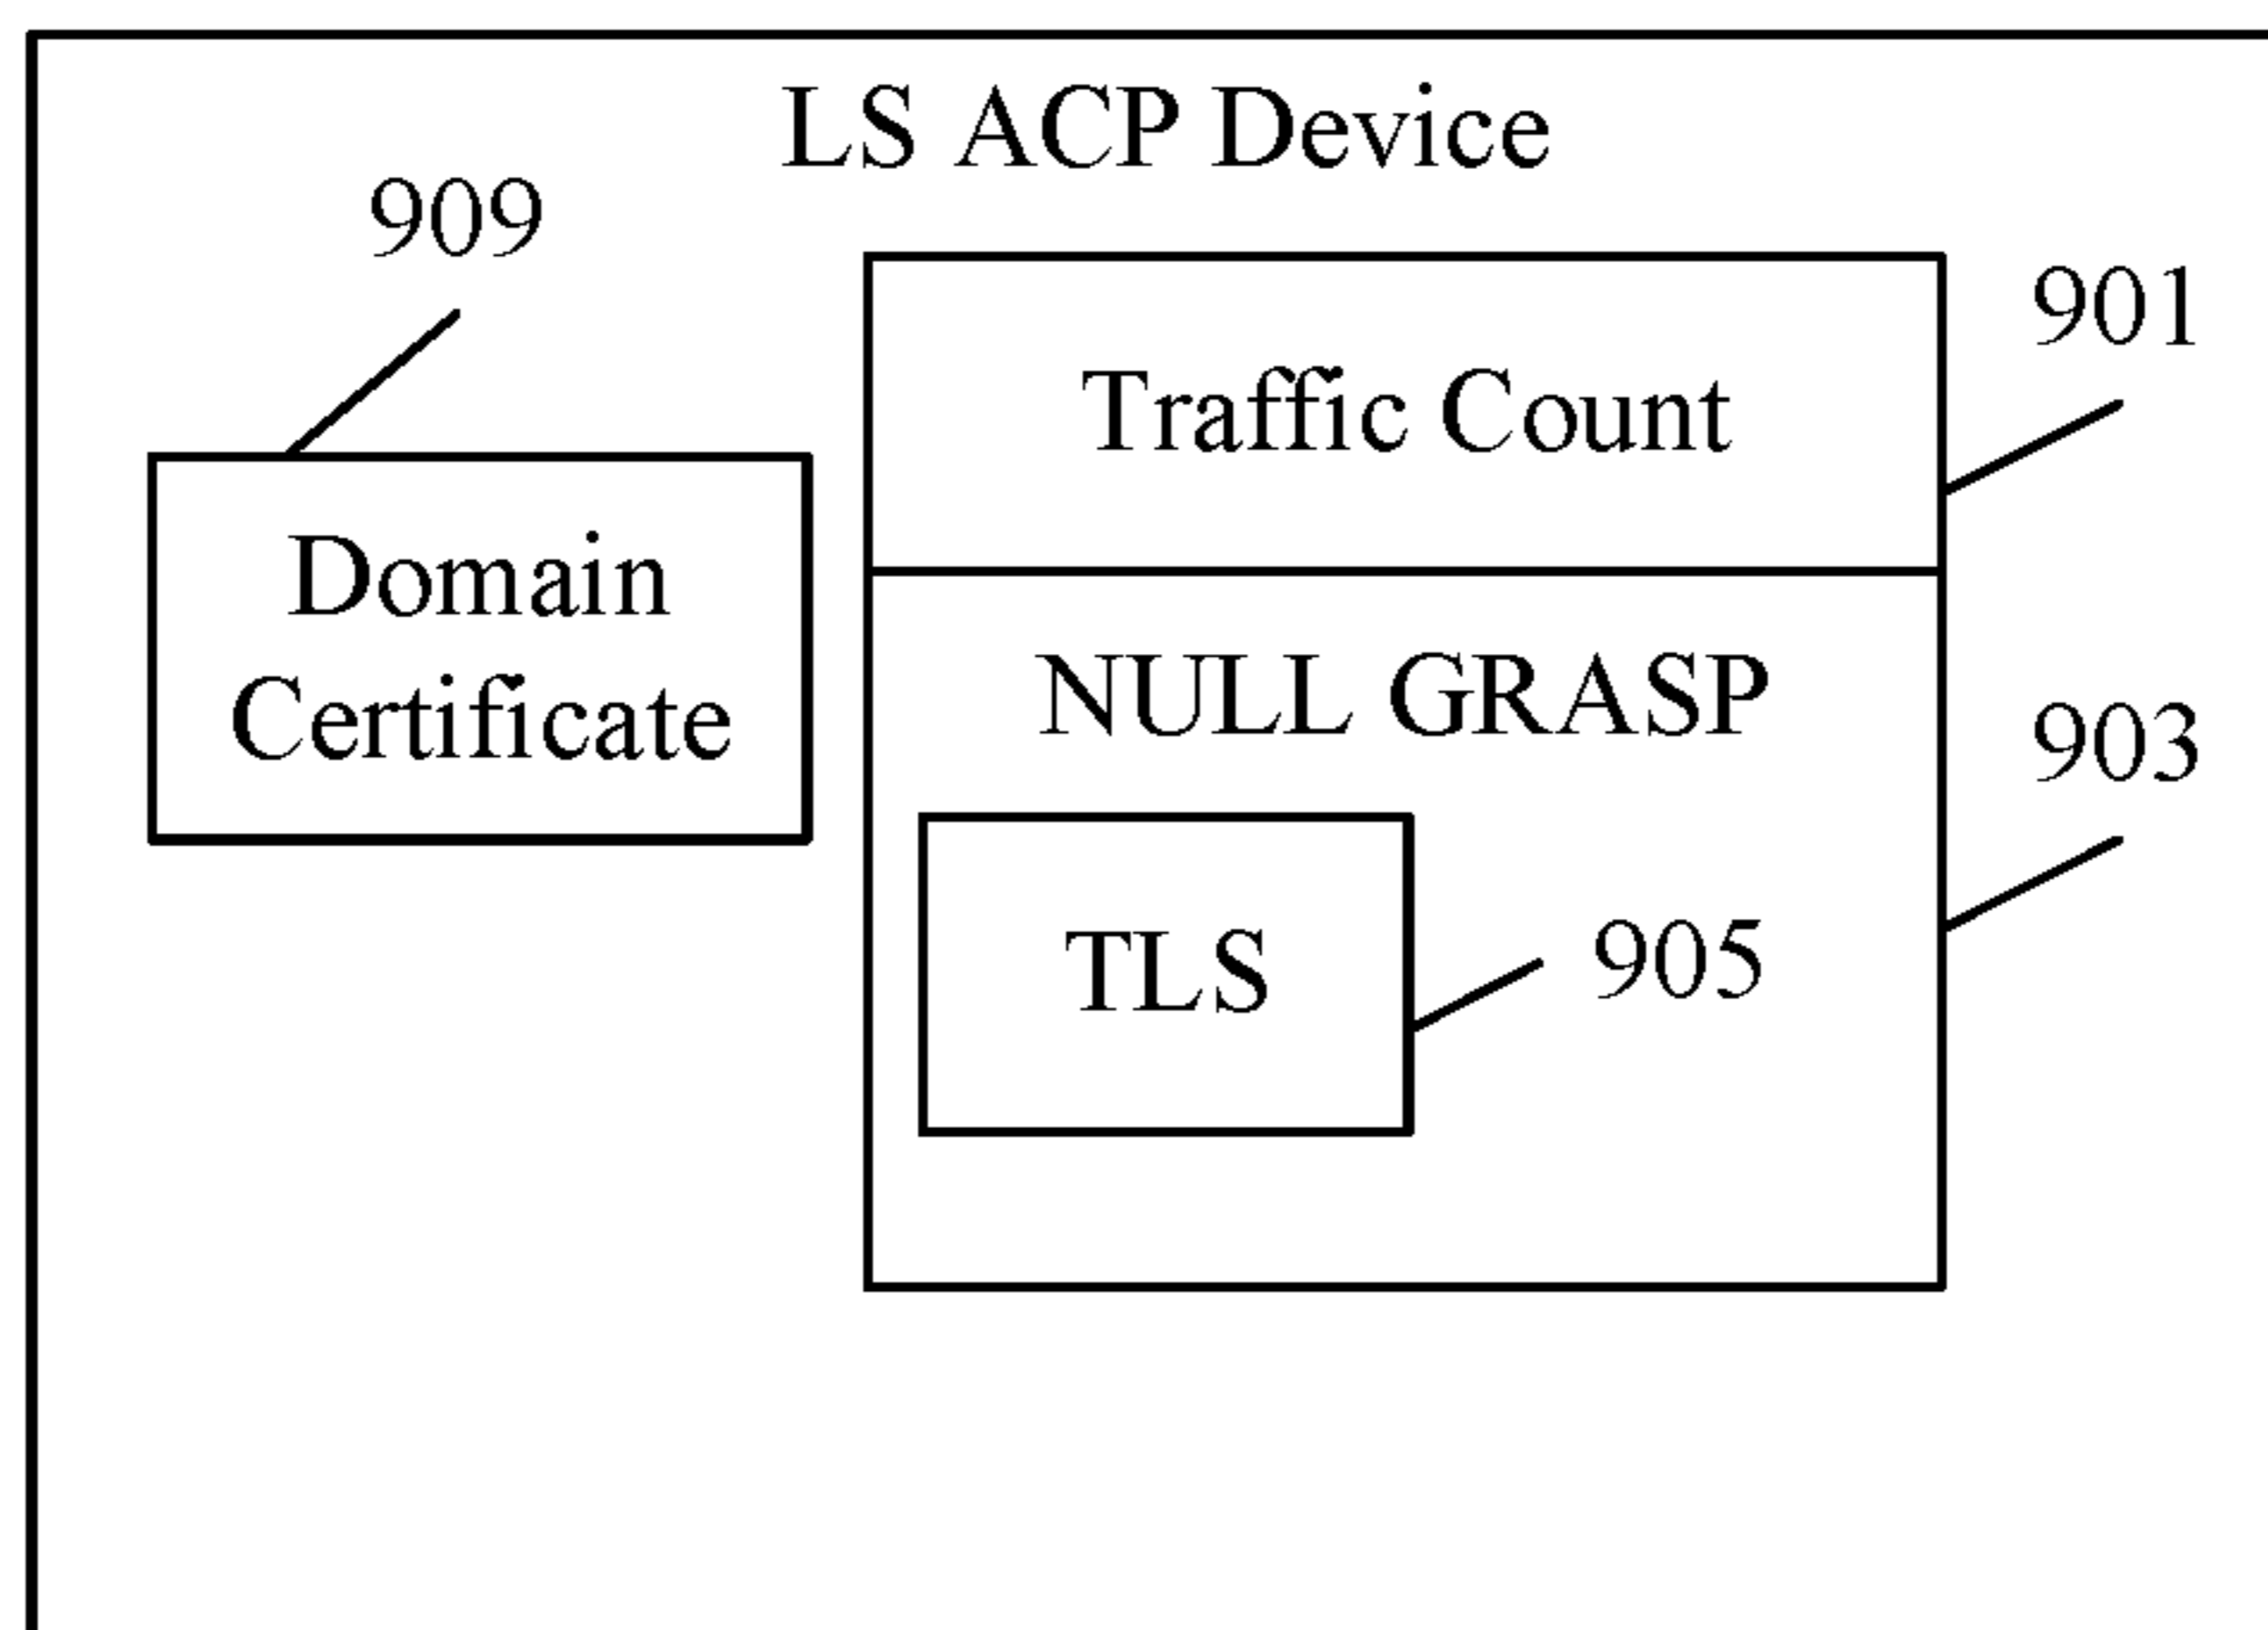 LS ACP Device
909
901
Traffic Count
Domain
Certificate
NULL GRASP
903
TLS
905